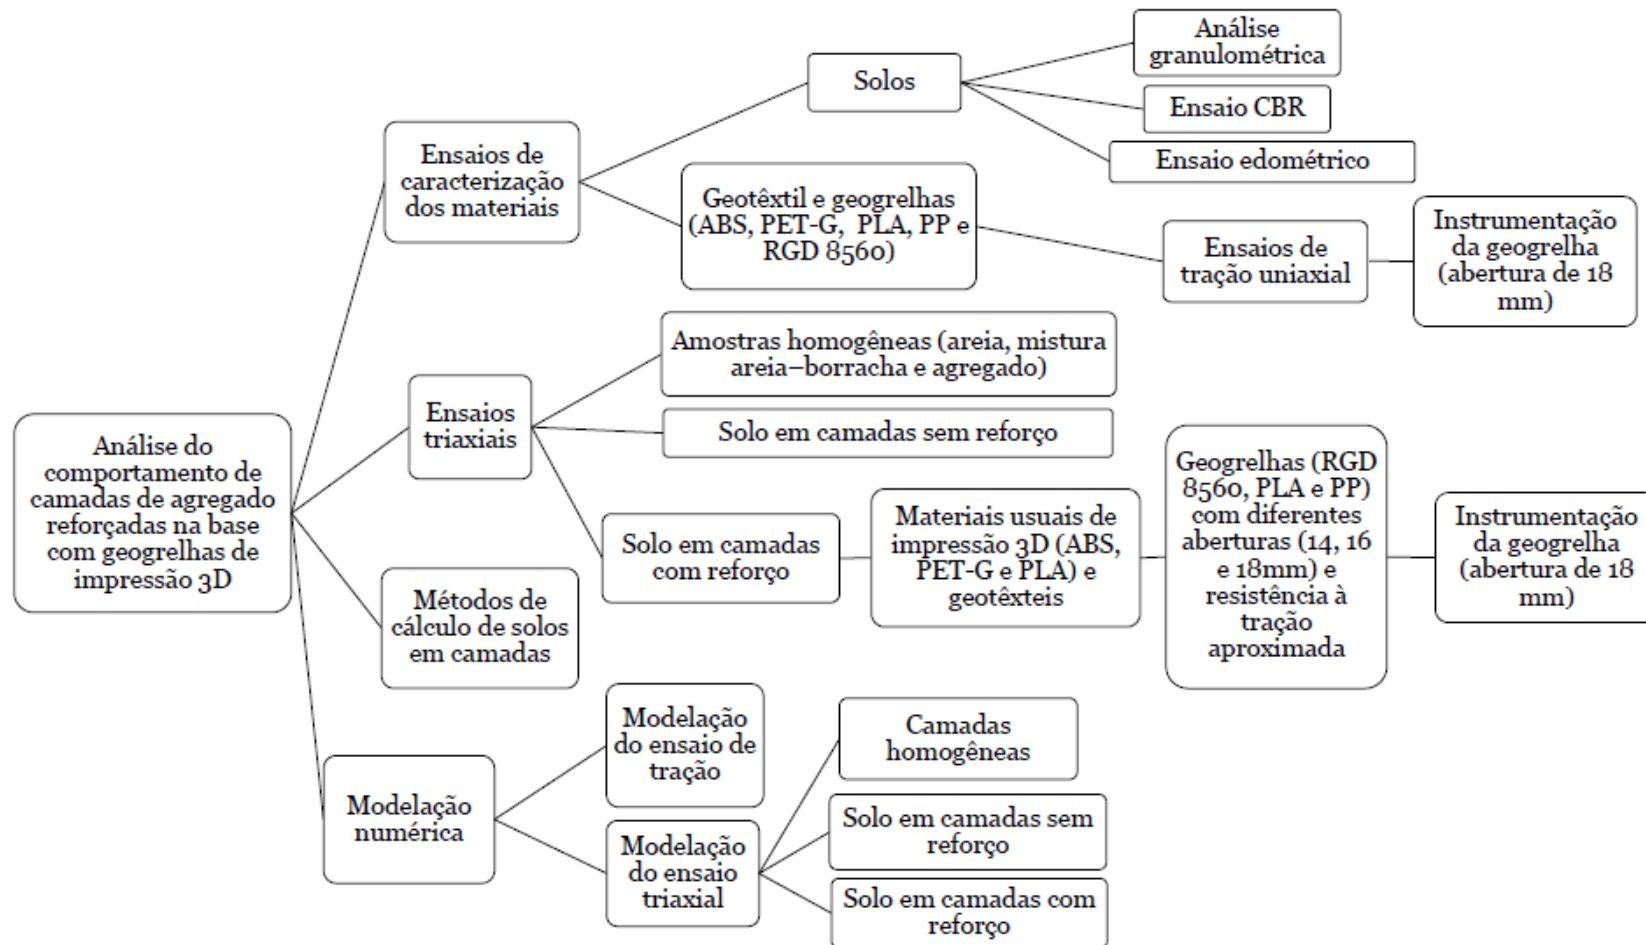 Análise do
comportamento de
camadas de agregado
reforçadas na base
com geogrelhas de
impressão 3D
Ensaios de
caracterização
dos materiais
Solos
Análise
granulométrica
Ensaio CBR
Ensaio edométrico
Geotêxtil e geogrelhas
(ABS, PET-G, PLA, PP e
RGD 8560)
Ensaios de
tração uniaxial
Instrumentação
da geogrelha
(abertura de 18
mm)
Ensaios
triaxiais
Amostras homogêneas (areia, mistura
areia–borracha e agregado)
Solo em camadas sem reforço
Solo em camadas
com reforço
Materiais usuais de
impressão 3D (ABS,
PET-G e PLA) e
geotêxteis
Geogrelhas (RGD
8560, PLA e PP)
com diferentes
aberturas (14, 16
e 18mm) e
resistência à
tração
aproximada
Instrumentação
da geogrelha
(abertura de 18
mm)
Métodos de
cálculo de solos
em camadas
Modelação
numérica
Modelação
do ensaio de
tração
Modelação
do ensaio
triaxial
Camadas
homogêneas
Solo em camadas sem
reforço
Solo em camadas com
reforço